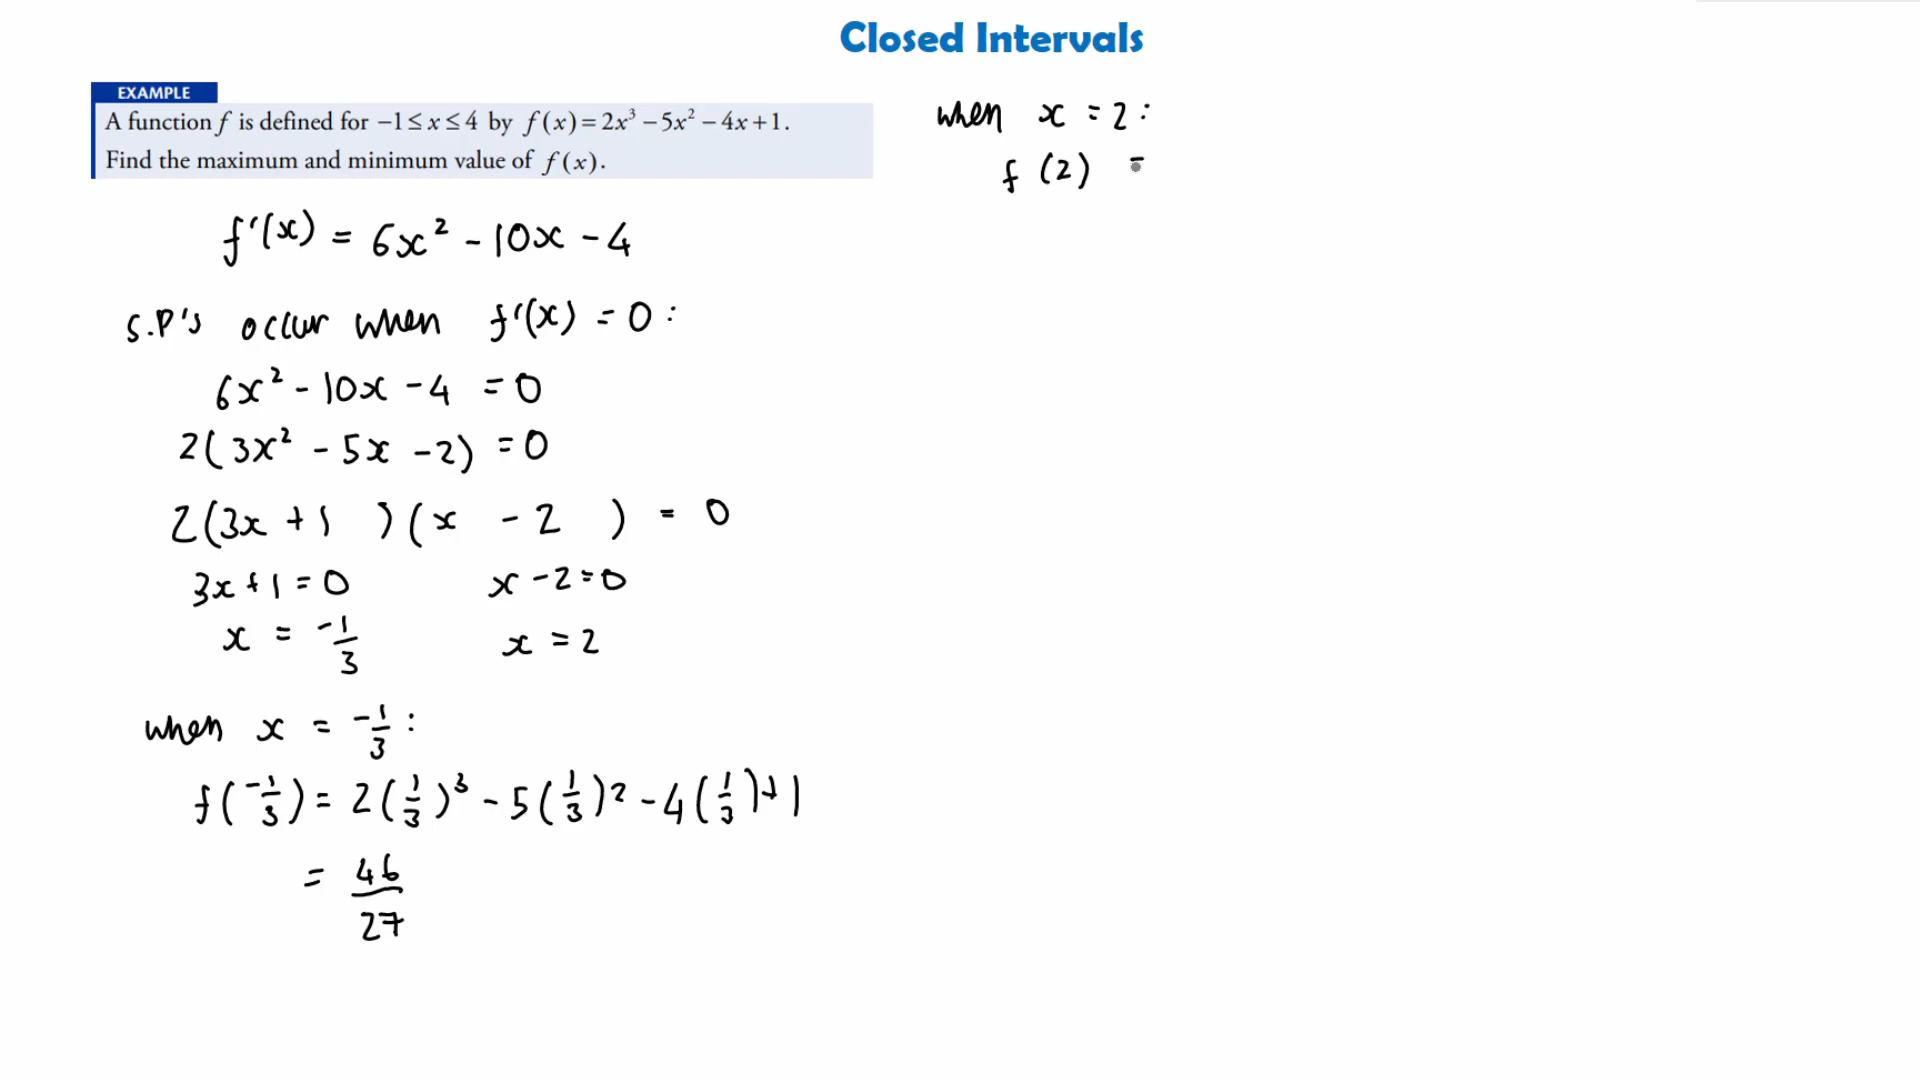 Closed Intervals
EXAMPLE
A function f is defined for −1 ≤ x ≤ 4 by f(x) = 2x³ − 5x² − 4x + 1.
Find the maximum and minimum value of f(x).
f'(x) = 6x² - 10x - 4
S.P's occur when f'(x) = 0 :
6x² - 10x - 4 = 0
2(3x² - 5x - 2) = 0
2(3x + 1 )(x - 2 ) = 0
3x + 1 = 0 x - 2 = 0
x = -1/3 x = 2
when x = -1/3 :
f(-1/3) = 2(1/3)³ - 5(1/3)² - 4(1/3) + 1
= 46/27
when x = 2 :
f (2) =